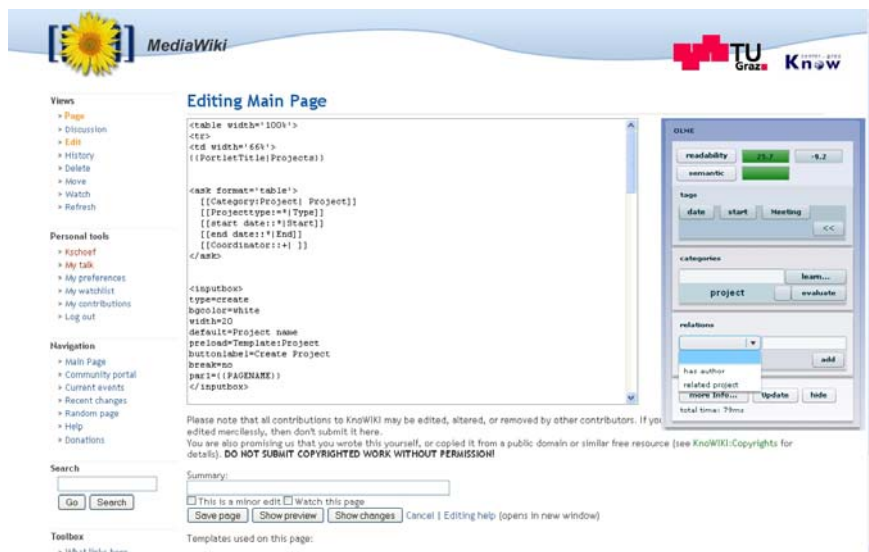 MediaWiki
TU
Graz
Know
Views
Page
Discussion
Edit
History
Delete
Move
Watch
Refresh
Personal tools
Kschoef
My talk
My preferences
My watchlist
My contributions
Log out
Navigation
Main Page
Community portal
Current events
Recent changes
Random page
Help
Donations
Search
Go Search
Toolbox
What links here
Editing Main Page
<table width='100%'>
<tr>
<td width='66%'>
{{PortletTitle|Projects}}
<ask format='table'>
[[Category:Project| Project]]
[[Projecttype:=*|Type]]
[[start date::*|Start]]
[[end date::*|End]]
[[Coordinator::+| ]]
</ask>
<inputbox>
type=create
bgcolor=white
width=20
default=Project name
preload=Template:Project
buttonlabel=Create Project
break=no
par1={{PAGENAME}}
</inputbox>
readability 25.2 -9.2
semantic
tags
date start Meeting
<<
categories
learn...
project evaluate
relations
add
has author
related project
more Info... Update hide
total time: 79ms
Please note that all contributions to KnoWIKI may be edited, altered, or removed by other contributors. If you
edited mercilessly, then don't submit it here.
You are also promising us that you wrote this yourself, or copied it from a public domain or similar free resource (see KnoWIKI:Copyrights for
details). DO NOT SUBMIT COPYRIGHTED WORK WITHOUT PERMISSION!
Summary:
This is a minor edit Watch this page
Save page Show preview Show changes Cancel | Editing help (opens in new window)
Templates used on this page: